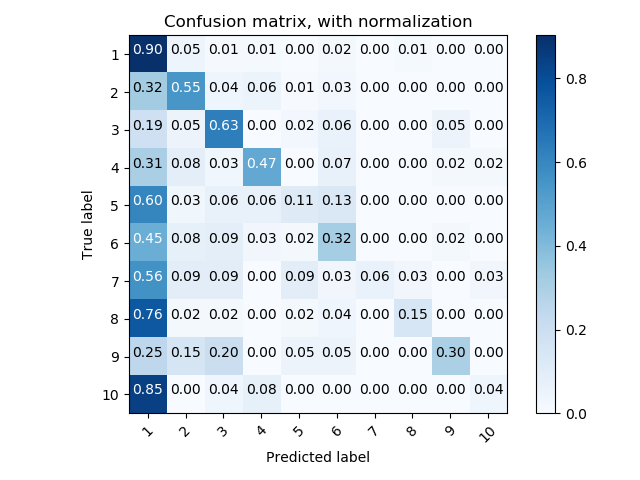 Confusion matrix, with normalization
1 0.90 0.05 0.01 0.01 0.00 0.02 0.00 0.01 0.00 0.00
2 0.32 0.55 0.04 0.06 0.01 0.03 0.00 0.00 0.00 0.00
3 0.19 0.05 0.63 0.00 0.02 0.06 0.00 0.00 0.05 0.00
4 0.31 0.08 0.03 0.47 0.00 0.07 0.00 0.00 0.02 0.02
5 0.60 0.03 0.06 0.06 0.11 0.13 0.00 0.00 0.00 0.00
6 0.45 0.08 0.09 0.03 0.02 0.32 0.00 0.00 0.02 0.00
7 0.56 0.09 0.09 0.00 0.09 0.03 0.06 0.03 0.00 0.03
8 0.76 0.02 0.02 0.00 0.02 0.04 0.00 0.15 0.00 0.00
9 0.25 0.15 0.20 0.00 0.05 0.05 0.00 0.00 0.30 0.00
10 0.85 0.00 0.04 0.08 0.00 0.00 0.00 0.00 0.00 0.04
1 2 3 4 5 6 7 8 9 10
Predicted label
True label
0.8
0.6
0.4
0.2
0.0